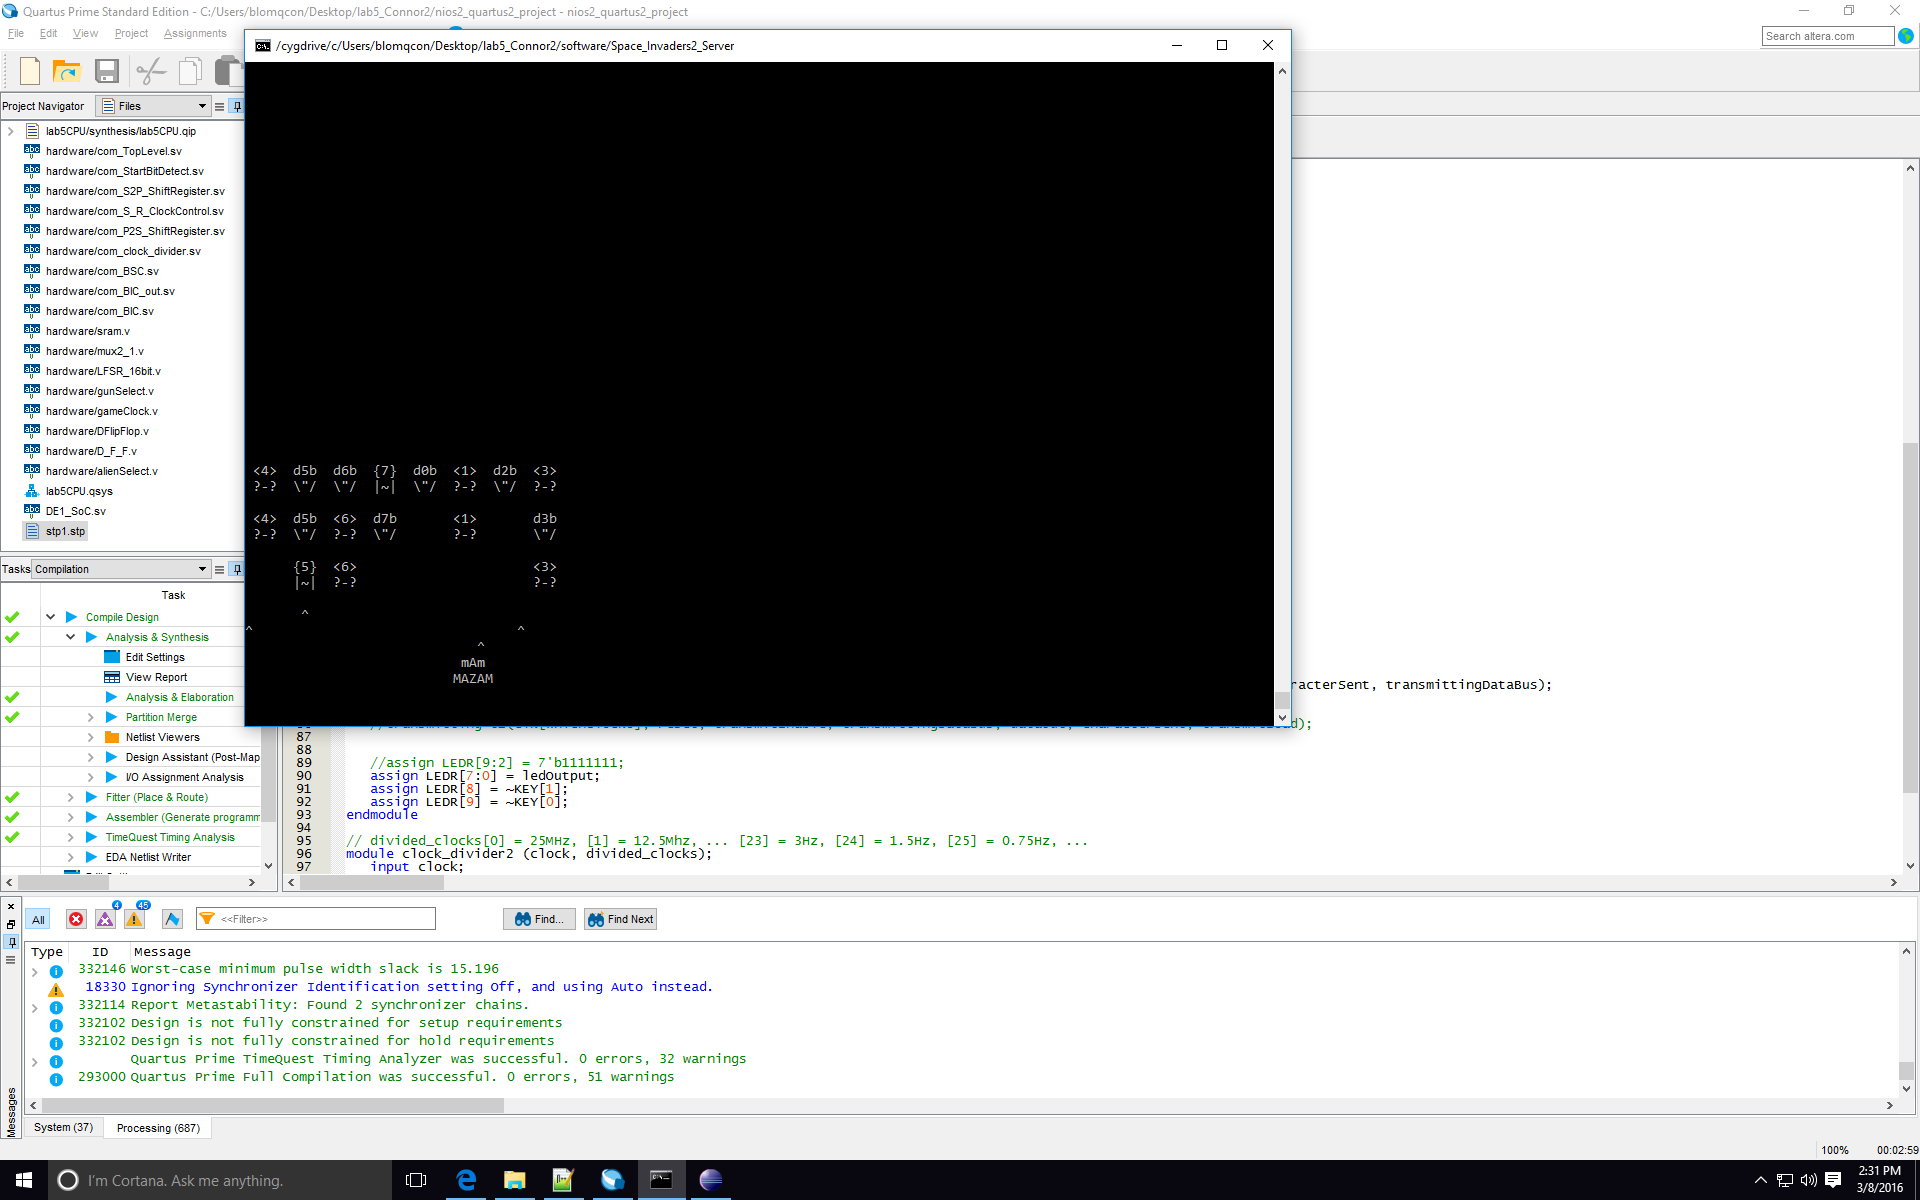 Quartus Prime Standard Edition - C:/Users/blomqcon/Desktop/lab5_Connor2/nios2_quartus2_project - nios2_quartus2_project
File Edit View Project Assignments
Search altera.com
/cygdrive/c/Users/blomqcon/Desktop/lab5_Connor2/software/Space_Invaders2_Server
Project Navigator Files
lab5CPU/synthesis/lab5CPU.qip
hardware/com_TopLevel.sv
hardware/com_StartBitDetect.sv
hardware/com_S2P_ShiftRegister.sv
hardware/com_S_R_ClockControl.sv
hardware/com_P2S_ShiftRegister.sv
hardware/com_clock_divider.sv
hardware/com_BSC.sv
hardware/com_BIC_out.sv
hardware/com_BIC.sv
hardware/sram.v
hardware/mux2_1.v
hardware/LFSR_16bit.v
hardware/gunSelect.v
hardware/gameClock.v
hardware/DFlipFlop.v
hardware/D_F_F.v
hardware/alienSelect.v
lab5CPU.qsys
DE1_SoC.sv
stp1.stp
Tasks Compilation
Task
Compile Design
Analysis & Synthesis
Edit Settings
View Report
Analysis & Elaboration
Partition Merge
Netlist Viewers
Design Assistant (Post-Map
I/O Assignment Analysis
Fitter (Place & Route)
Assembler (Generate programm
TimeQuest Timing Analysis
EDA Netlist Writer
<4> d5b d6b {7} d0b <1> d2b <3>
?-? \"/ \"/ |~| \"/ ?-? \"/ ?-?
<4> d5b <6> d7b <1> d3b
?-? \"/ ?-? \"/ ?-? \"/
{5} <6> <3>
|~| ?-? ?-?
^
^ ^
^
mAm
MAZAM
racterSent, transmittingDataBus);
87
88
89 //assign LEDR[9:2] = 7'b1111111;
90 assign LEDR[7:0] = ledOutput;
91 assign LEDR[8] = ~KEY[1];
92 assign LEDR[9] = ~KEY[0];
93 endmodule
94
95 // divided_clocks[0] = 25MHz, [1] = 12.5Mhz, ... [23] = 3Hz, [24] = 1.5Hz, [25] = 0.75Hz, ...
96 module clock_divider2 (clock, divided_clocks);
97 input clock;
All 4 45 <<Filter>> Find... Find Next
Type ID Message
332146 Worst-case minimum pulse width slack is 15.196
18330 Ignoring Synchronizer Identification setting Off, and using Auto instead.
332114 Report Metastability: Found 2 synchronizer chains.
332102 Design is not fully constrained for setup requirements
332102 Design is not fully constrained for hold requirements
Quartus Prime TimeQuest Timing Analyzer was successful. 0 errors, 32 warnings
293000 Quartus Prime Full Compilation was successful. 0 errors, 51 warnings
Messages
System (37) Processing (687)
100% 00:02:59
I'm Cortana. Ask me anything.
2:31 PM
3/8/2016